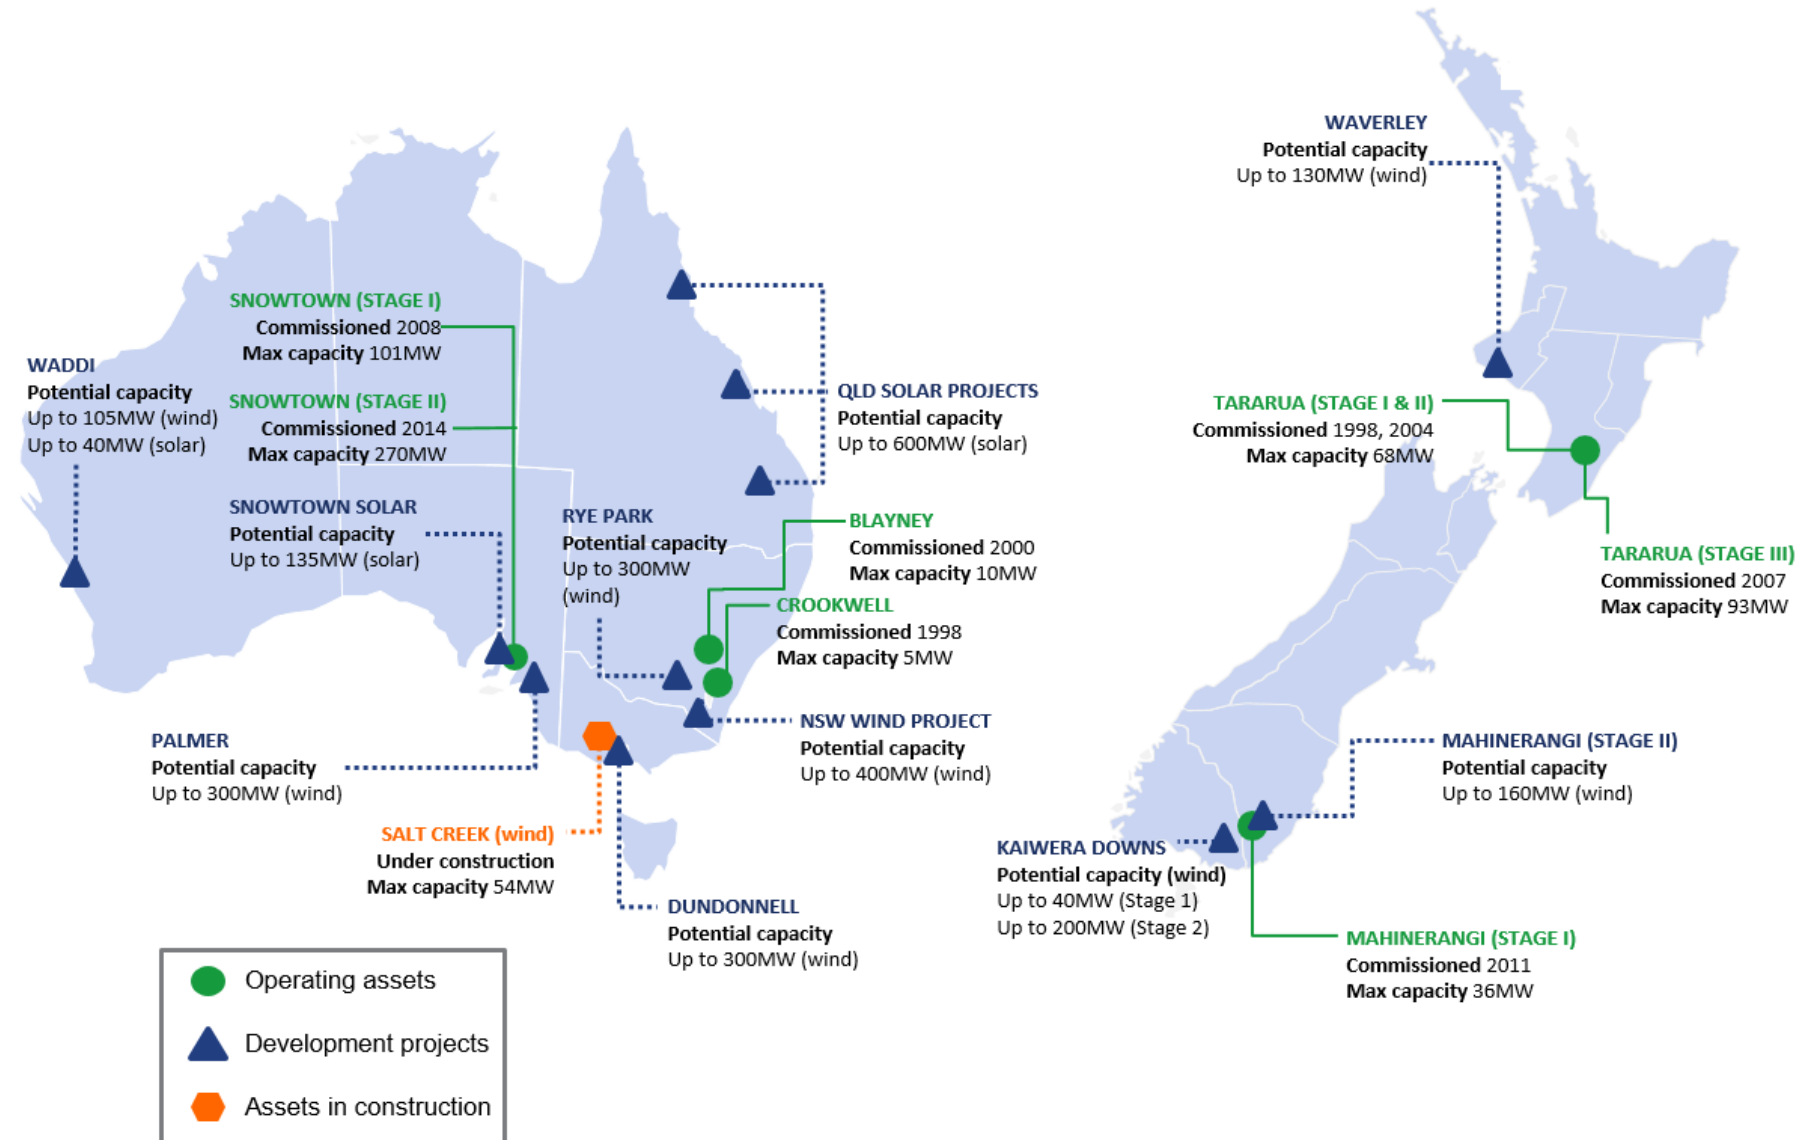 WAVERLEY
Potential capacity
Up to 130MW (wind)
SNOWTOWN (STAGE I)
Commissioned 2008
Max capacity 101MW
WADDI
Potential capacity
Up to 105MW (wind)
Up to 40MW (solar)
SNOWTOWN (STAGE II)
Commissioned 2014
Max capacity 270MW
QLD SOLAR PROJECTS
Potential capacity
Up to 600MW (solar)
TARARUA (STAGE I & II)
Commissioned 1998, 2004
Max capacity 68MW
SNOWTOWN SOLAR
Potential capacity
Up to 135MW (solar)
RYE PARK
Potential capacity
Up to 300MW
(wind)
BLAYNEY
Commissioned 2000
Max capacity 10MW
TARARUA (STAGE III)
Commissioned 2007
Max capacity 93MW
CROOKWELL
Commissioned 1998
Max capacity 5MW
NSW WIND PROJECT
Potential capacity
Up to 400MW (wind)
PALMER
Potential capacity
Up to 300MW (wind)
MAHINERANGI (STAGE II)
Potential capacity
Up to 160MW (wind)
SALT CREEK (wind)
Under construction
Max capacity 54MW
KAIWERA DOWNS
Potential capacity (wind)
Up to 40MW (Stage 1)
Up to 200MW (Stage 2)
DUNDONNELL
Potential capacity
Up to 300MW (wind)
MAHINERANGI (STAGE I)
Commissioned 2011
Max capacity 36MW
Operating assets
Development projects
Assets in construction